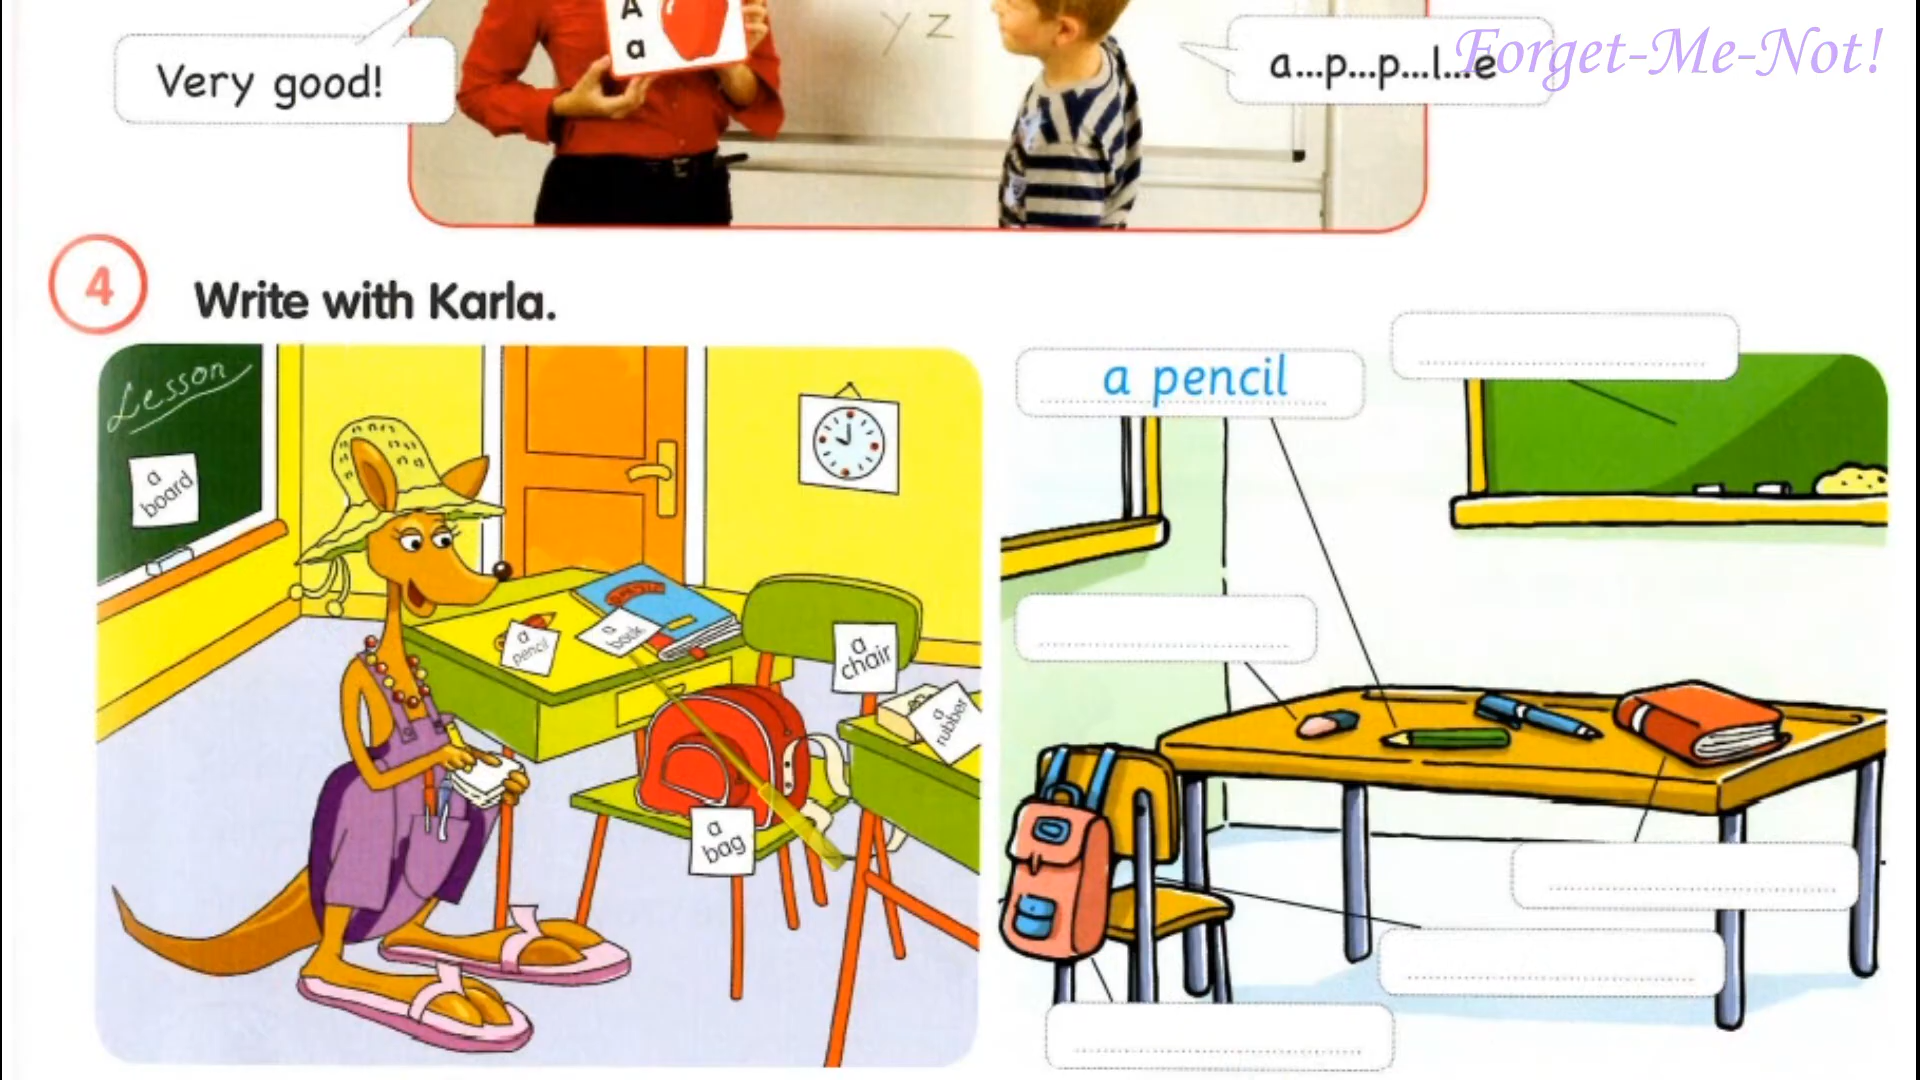 A
a
y z
Very good!
a...p...p...l...e
Forget-Me-Not!
4
Write with Karla.
Lesson
a
board
a
pencil
a
book
a
chair
a
rubber
a
bag
a pencil